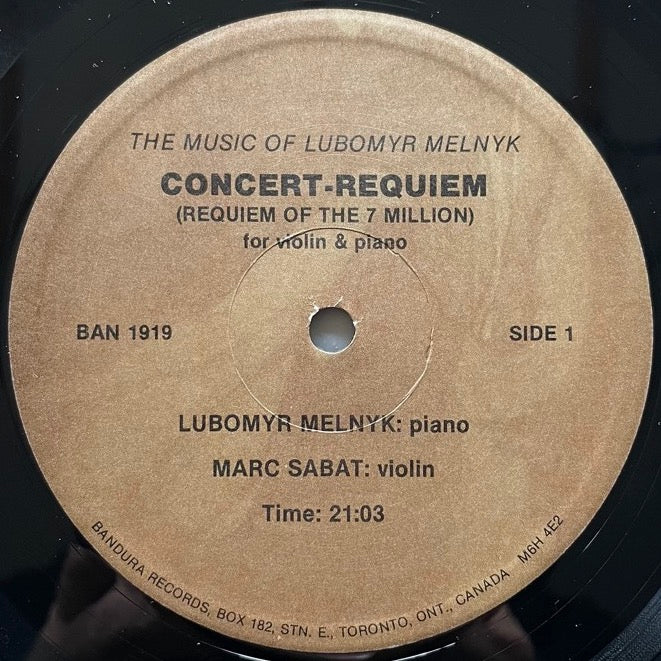 THE MUSIC OF LUBOMYR MELNYK
CONCERT-REQUIEM
(REQUIEM OF THE 7 MILLION)
for violin & piano
BAN 1919
SIDE 1
LUBOMYR MELNYK: piano
MARC SABAT: violin
Time: 21:03
BANDURA RECORDS, BOX 182, STN. E., TORONTO, ONT., CANADA M6H 4E2